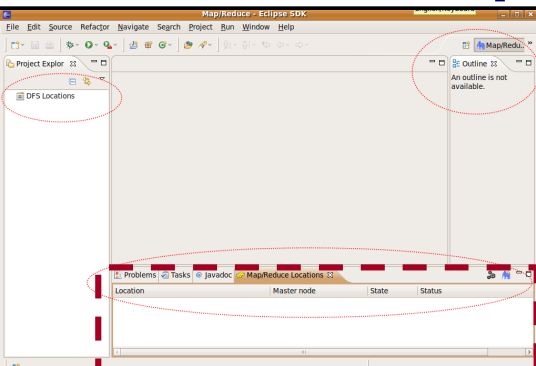 Map/Reduce - Eclipse SDK
File Edit Source Refactor Navigate Search Project Run Window Help
Map/Redu..
Project Explor
Outline
DFS Locations
An outline is not
available.
Problems Tasks Javadoc Map/Reduce Locations
Location Master node State Status